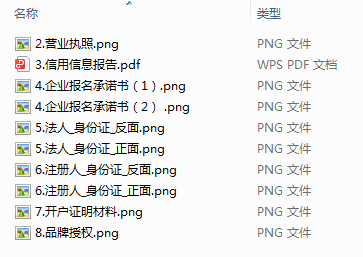 名称 类型
2.营业执照.png PNG 文件
3.信用信息报告.pdf WPS PDF 文档
4.企业报名承诺书（1）.png PNG 文件
4.企业报名承诺书（2） .png PNG 文件
5.法人_身份证_反面.png PNG 文件
5.法人_身份证_正面.png PNG 文件
6.注册人_身份证_反面.png PNG 文件
6.注册人_身份证_正面.png PNG 文件
7.开户证明材料.png PNG 文件
8.品牌授权.png PNG 文件